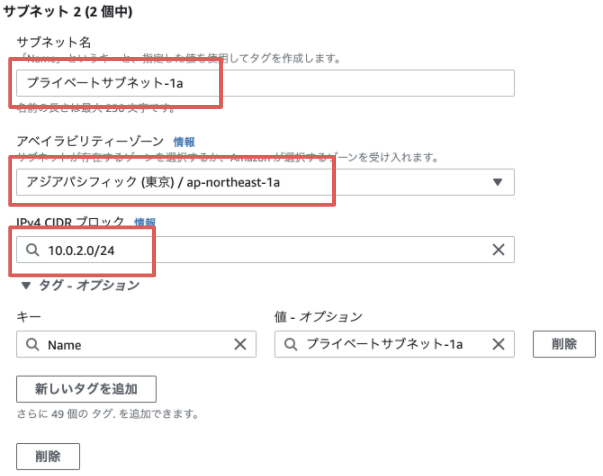 サブネット 2 (2 個中)
サブネット名
「Name」というキーと、指定した値を使用してタグを作成します。
プライベートサブネット-1a
名前の長さは最大 256 文字です。
アベイラビリティーゾーン 情報
サブネットが存在するゾーンを選択するか、Amazon が選択するゾーンを受け入れます。
アジアパシフィック (東京) / ap-northeast-1a
IPv4 CIDR ブロック 情報
10.0.2.0/24
タグ - オプション
キー 値 - オプション
Name プライベートサブネット-1a 削除
新しいタグを追加
さらに 49 個の タグ. を追加できます。
削除